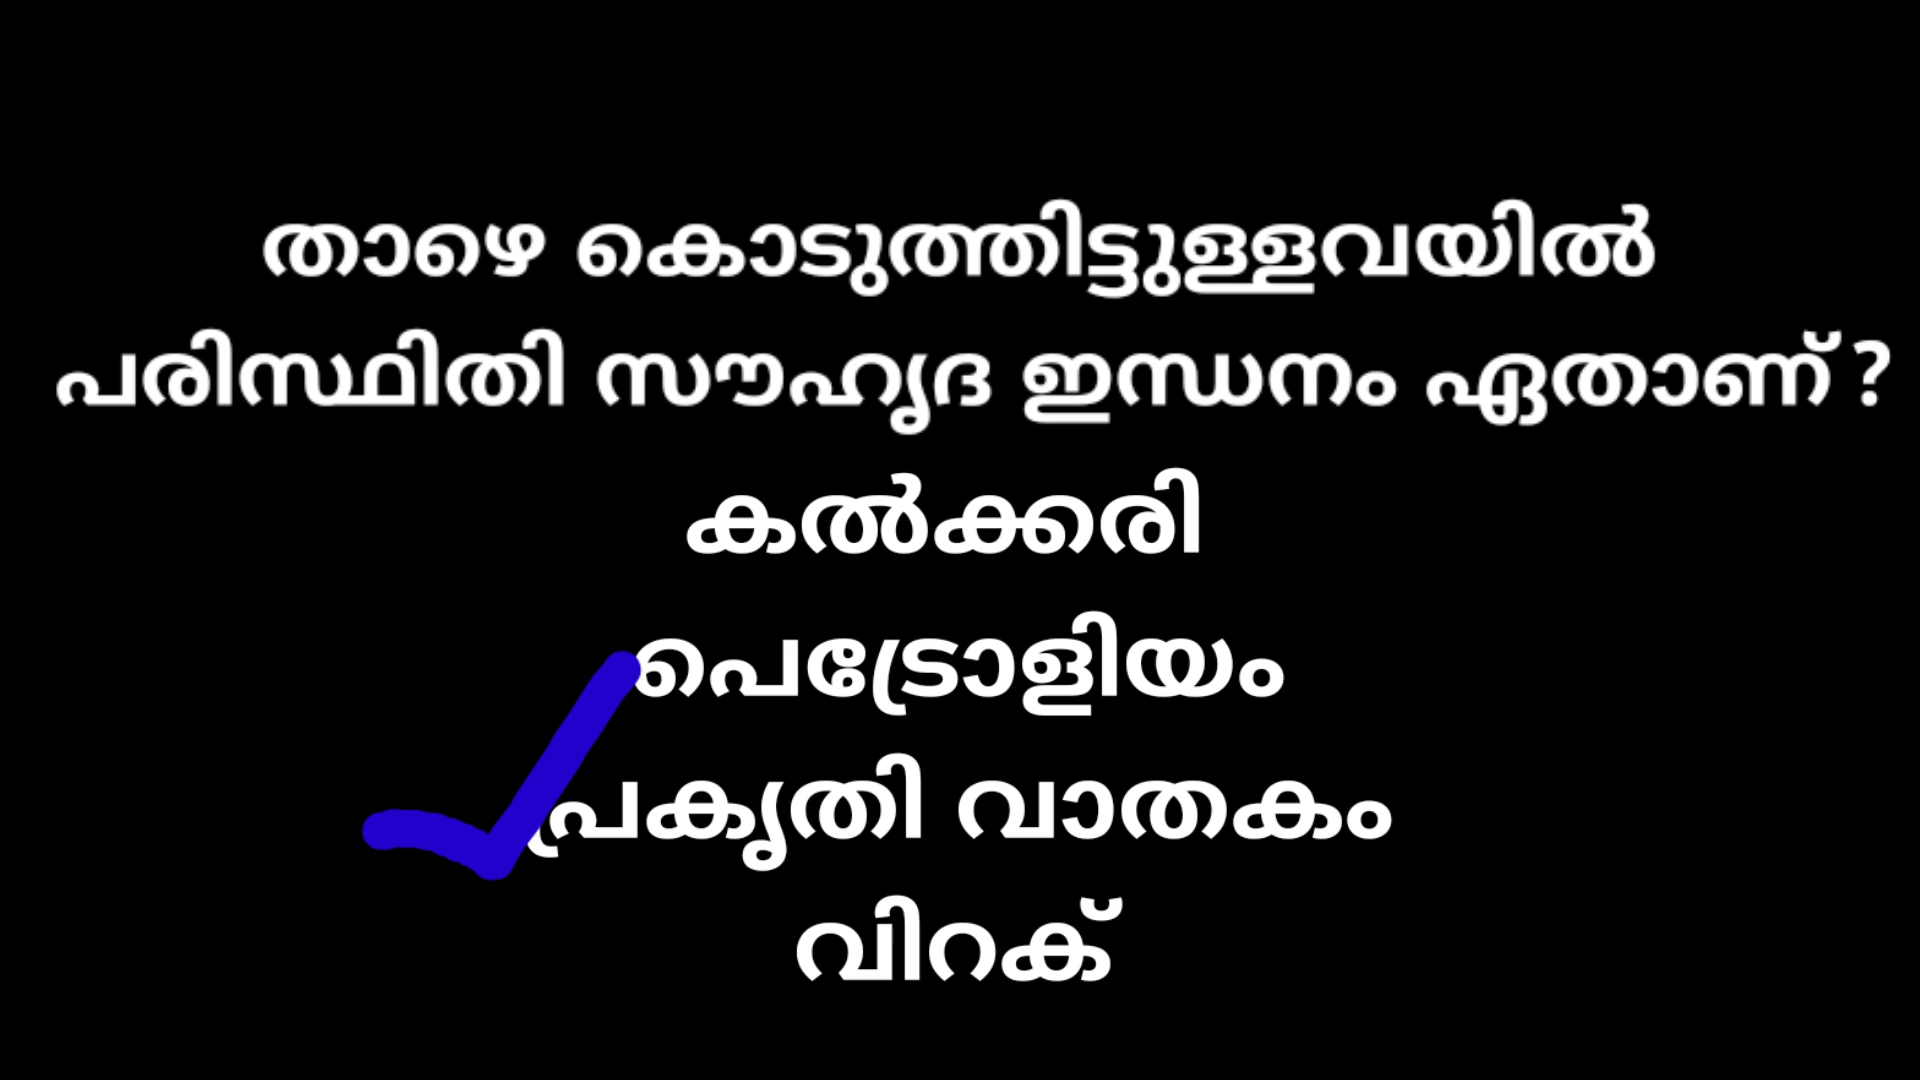 താഴെ കൊടുത്തിട്ടുള്ളവയിൽ
പരിസ്ഥിതി സൗഹൃദ ഇന്ധനം ഏതാണ് ?
കൽക്കരി
പെട്രോളിയം
പ്രകൃതി വാതകം
വിറക്